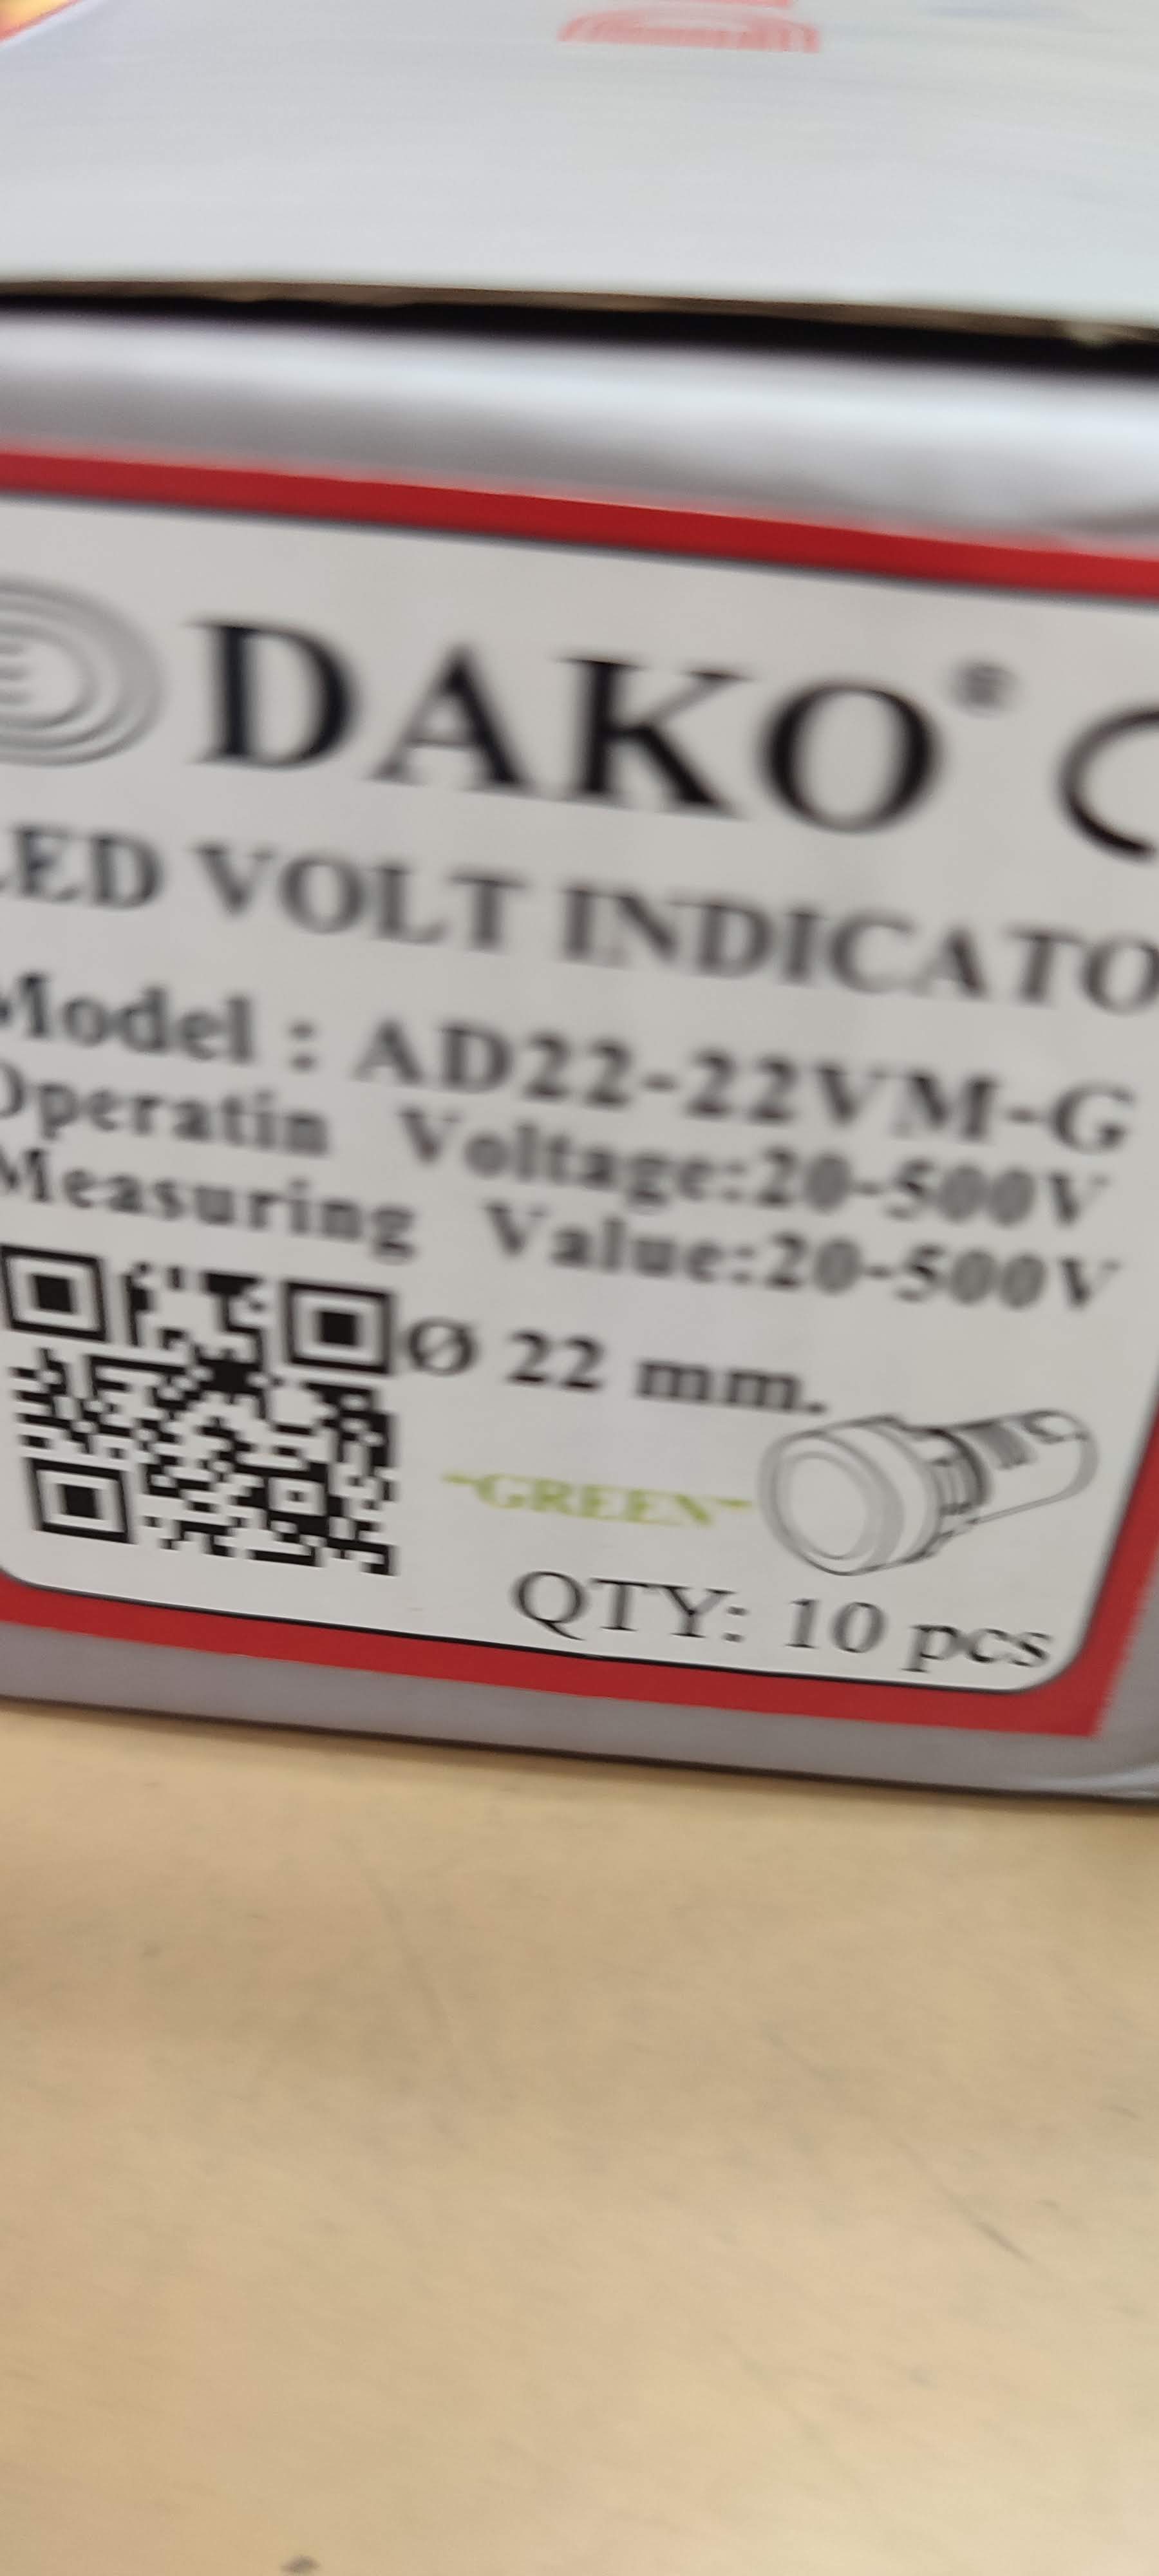 DAKO®
LED VOLT INDICATO
Model : AD22-22VM-G
Operatin Voltage:20-500V
Measuring Value:20-500V
Ø 22 mm.
-GREEN-
QTY: 10 pcs